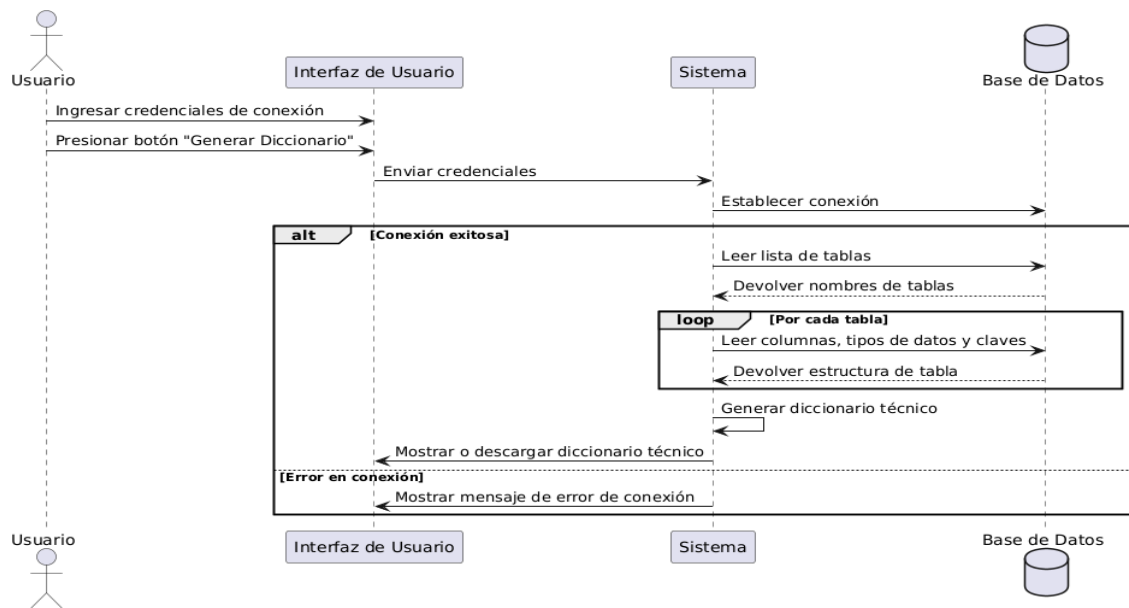 Usuario
Interfaz de Usuario
Sistema
Base de Datos
Ingresar credenciales de conexión
Presionar botón "Generar Diccionario"
Enviar credenciales
Establecer conexión
alt [Conexión exitosa]
Leer lista de tablas
Devolver nombres de tablas
loop [Por cada tabla]
Leer columnas, tipos de datos y claves
Devolver estructura de tabla
Generar diccionario técnico
Mostrar o descargar diccionario técnico
[Error en conexión]
Mostrar mensaje de error de conexión
Usuario
Interfaz de Usuario
Sistema
Base de Datos